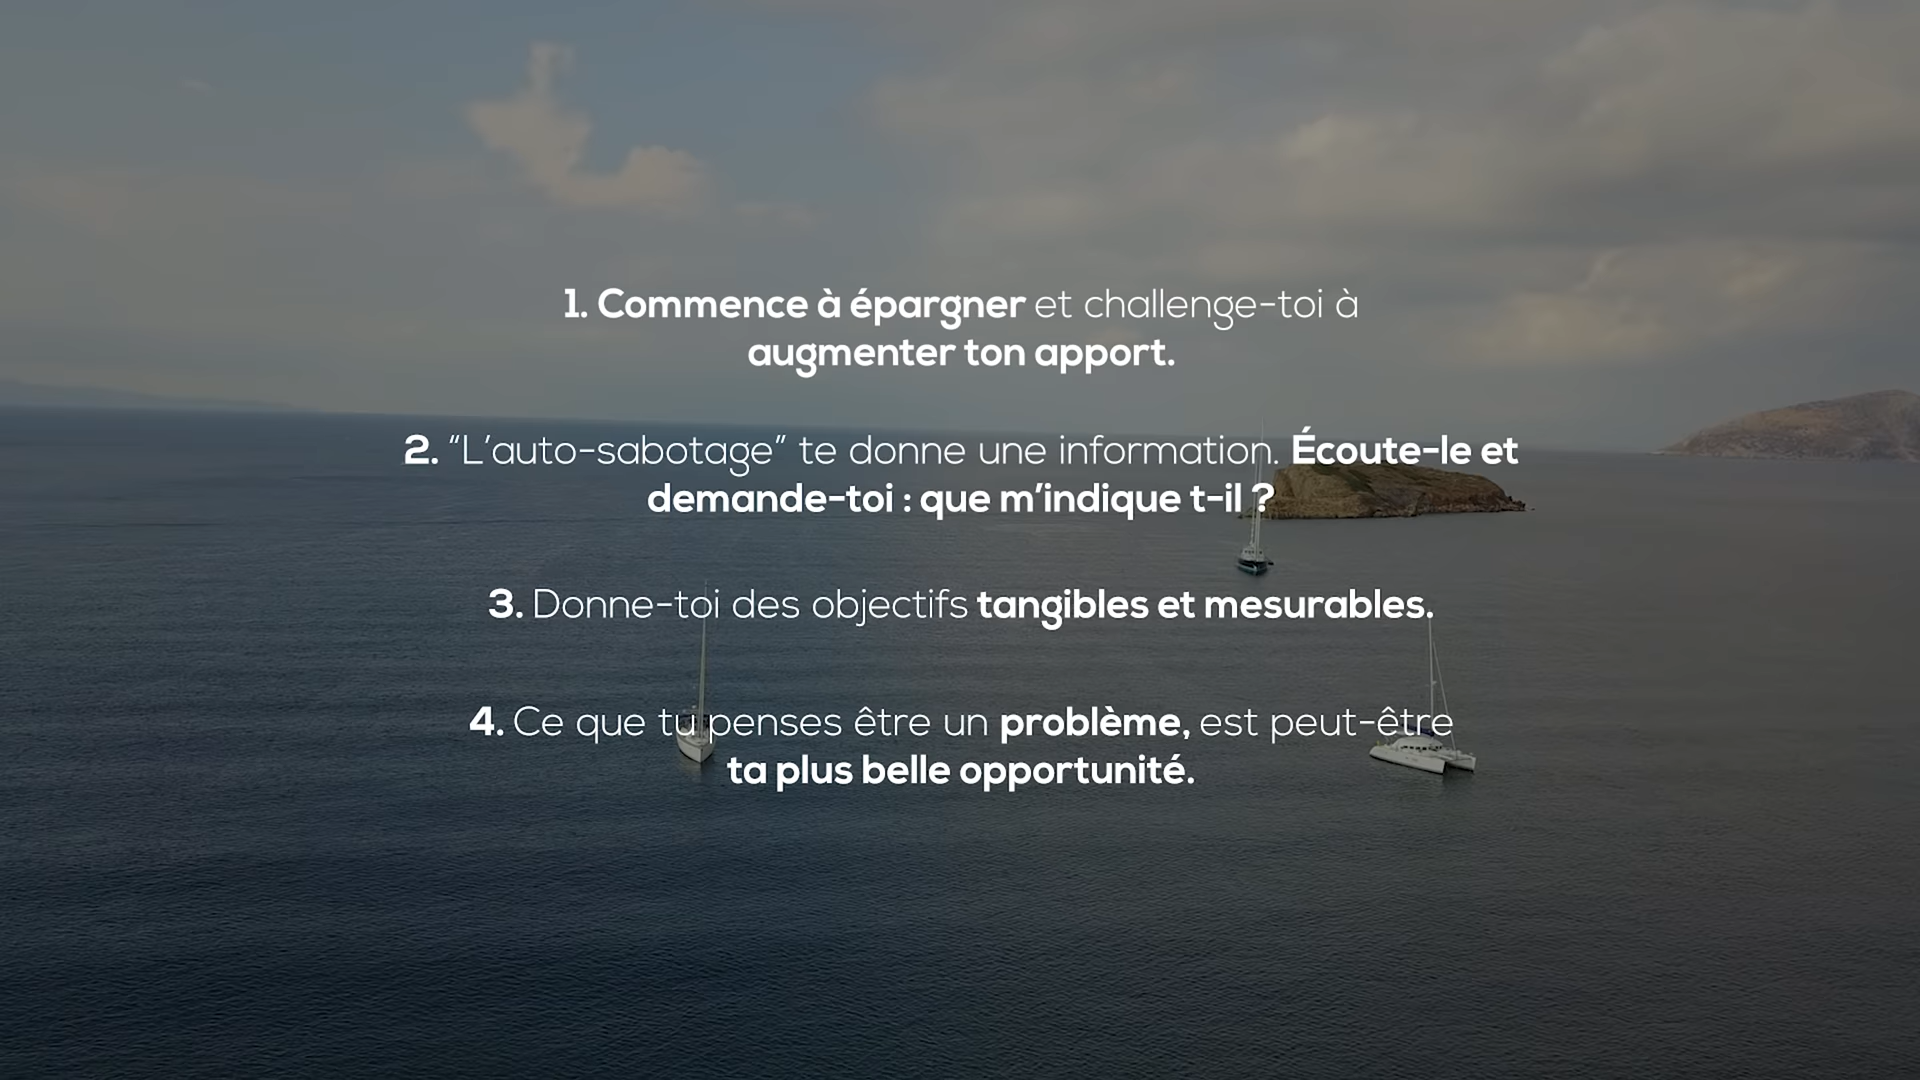 1. Commence à épargner et challenge-toi à
augmenter ton apport.
2. “L’auto-sabotage” te donne une information. Écoute-le et
demande-toi : que m’indique t-il ?
3. Donne-toi des objectifs tangibles et mesurables.
4. Ce que tu penses être un problème, est peut-être
ta plus belle opportunité.